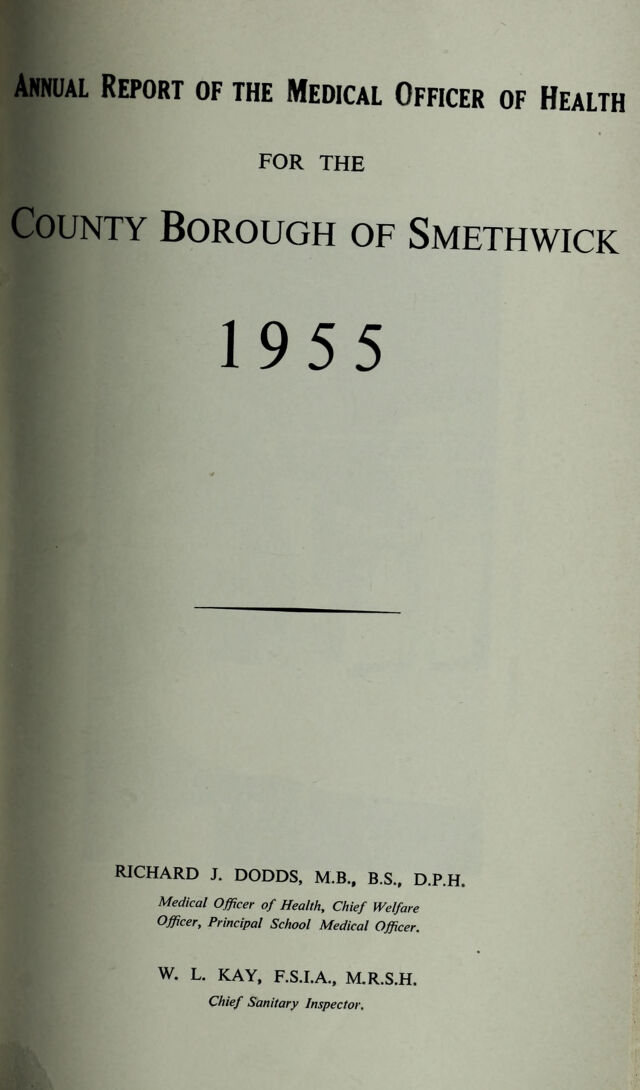 ANNUAL REPORT OF THE MEDICAL OFFICER OF HEALTH
FOR THE
COUNTY BOROUGH OF SMETHWICK
1955
RICHARD J. DODDS, M.B., B.S., D.P.H.
Medical Officer of Health, Chief Welfare
Officer, Principal School Medical Officer.
W. L. KAY, F.S.I.A., M.R.S.H.
Chief Sanitary Inspector.